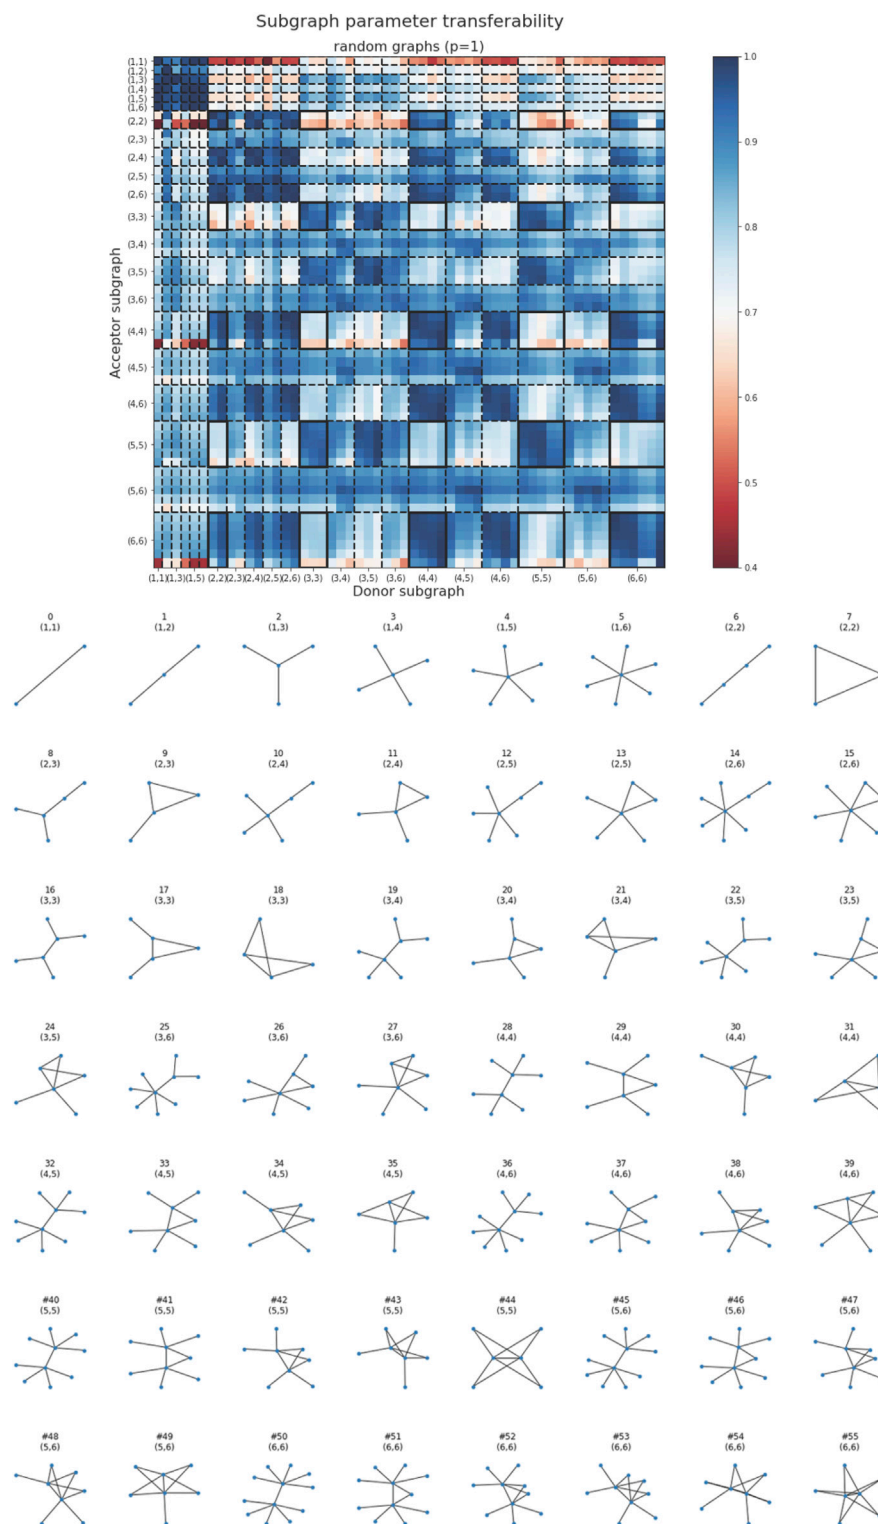 Subgraph parameter transferability
random graphs (p=1)
(1,1)
(1,2)
(1,3)
(1,4)
(1,5)
(1,6)
(2,2)
(2,3)
(2,4)
(2,5)
(2,6)
(3,3)
(3,4)
(3,5)
(3,6)
(4,4)
(4,5)
(4,6)
(5,5)
(5,6)
(6,6)
Acceptor subgraph
(1,1)(1,3)(1,5) (2,2)(2,3)(2,4)(2,5)(2,6) (3,3) (3,4) (3,5) (3,6) (4,4) (4,5) (4,6) (5,5) (5,6) (6,6)
Donor subgraph
1.0
0.9
0.8
0.7
0.6
0.5
0.4
0 1 2 3 4 5 6 7
(1,1) (1,2) (1,3) (1,4) (1,5) (1,6) (2,2) (2,2)
8 9 10 11 12 13 14 15
(2,3) (2,3) (2,4) (2,4) (2,5) (2,5) (2,6) (2,6)
16 17 18 19 20 21 22 23
(3,3) (3,3) (3,3) (3,4) (3,4) (3,4) (3,5) (3,5)
24 25 26 27 28 29 30 31
(3,5) (3,6) (3,6) (3,6) (4,4) (4,4) (4,4) (4,4)
32 33 34 35 36 37 38 39
(4,5) (4,5) (4,5) (4,5) (4,6) (4,6) (4,6) (4,6)
#40 #41 #42 #43 #44 #45 #46 #47
(5,5) (5,5) (5,5) (5,5) (5,5) (5,6) (5,6) (5,6)
#48 #49 #50 #51 #52 #53 #54 #55
(5,6) (5,6) (6,6) (6,6) (6,6) (6,6) (6,6) (6,6)